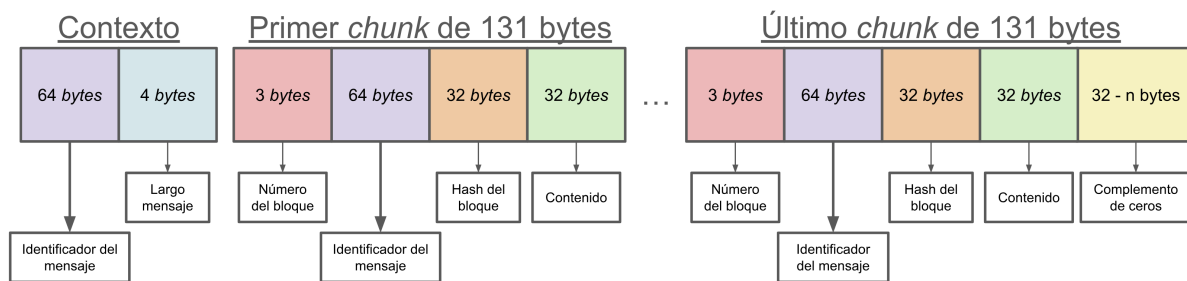 Contexto
Primer chunk de 131 bytes
Último chunk de 131 bytes
64 bytes
4 bytes
3 bytes
64 bytes
32 bytes
32 bytes
...
3 bytes
64 bytes
32 bytes
32 bytes
32 - n bytes
Largo
mensaje
Número
del bloque
Hash del
bloque
Contenido
Número
del bloque
Hash del
bloque
Contenido
Complemento
de ceros
Identificador del
mensaje
Identificador del
mensaje
Identificador
del mensaje